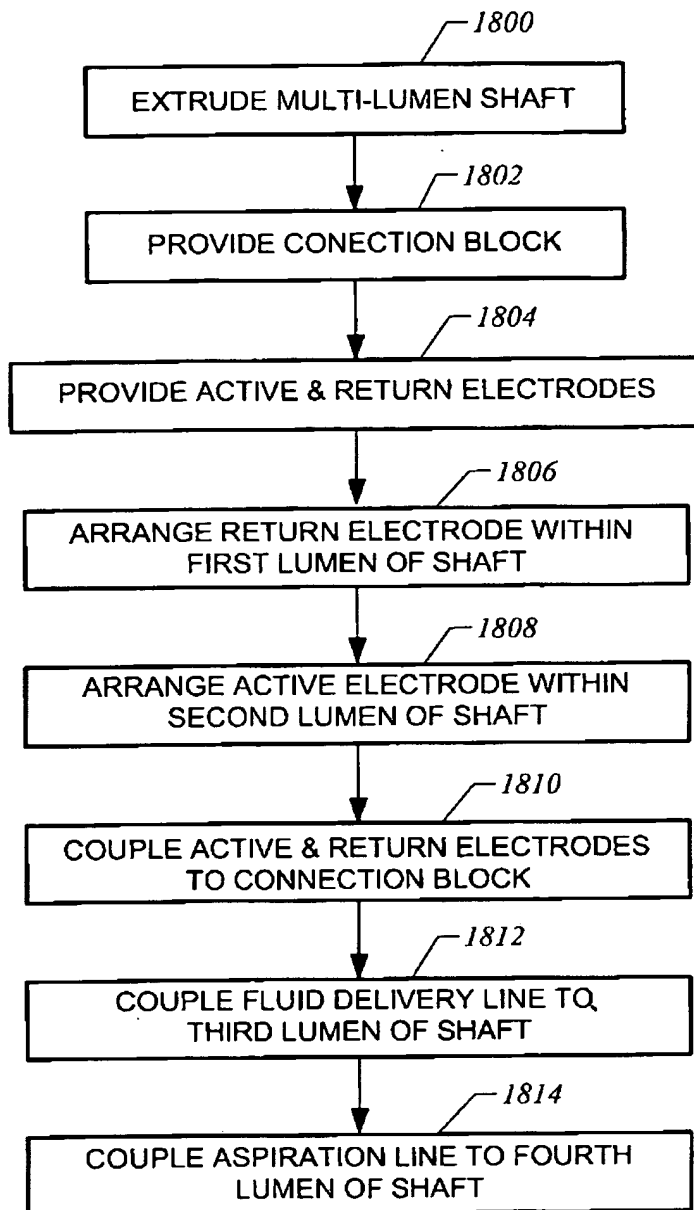 1800
EXTRUDE MULTI-LUMEN SHAFT
1802
PROVIDE CONECTION BLOCK
1804
PROVIDE ACTIVE & RETURN ELECTRODES
1806
ARRANGE RETURN ELECTRODE WITHIN
FIRST LUMEN OF SHAFT
1808
ARRANGE ACTIVE ELECTRODE WITHIN
SECOND LUMEN OF SHAFT
1810
COUPLE ACTIVE & RETURN ELECTRODES
TO CONNECTION BLOCK
1812
COUPLE FLUID DELIVERY LINE TO
THIRD LUMEN OF SHAFT
1814
COUPLE ASPIRATION LINE TO FOURTH
LUMEN OF SHAFT